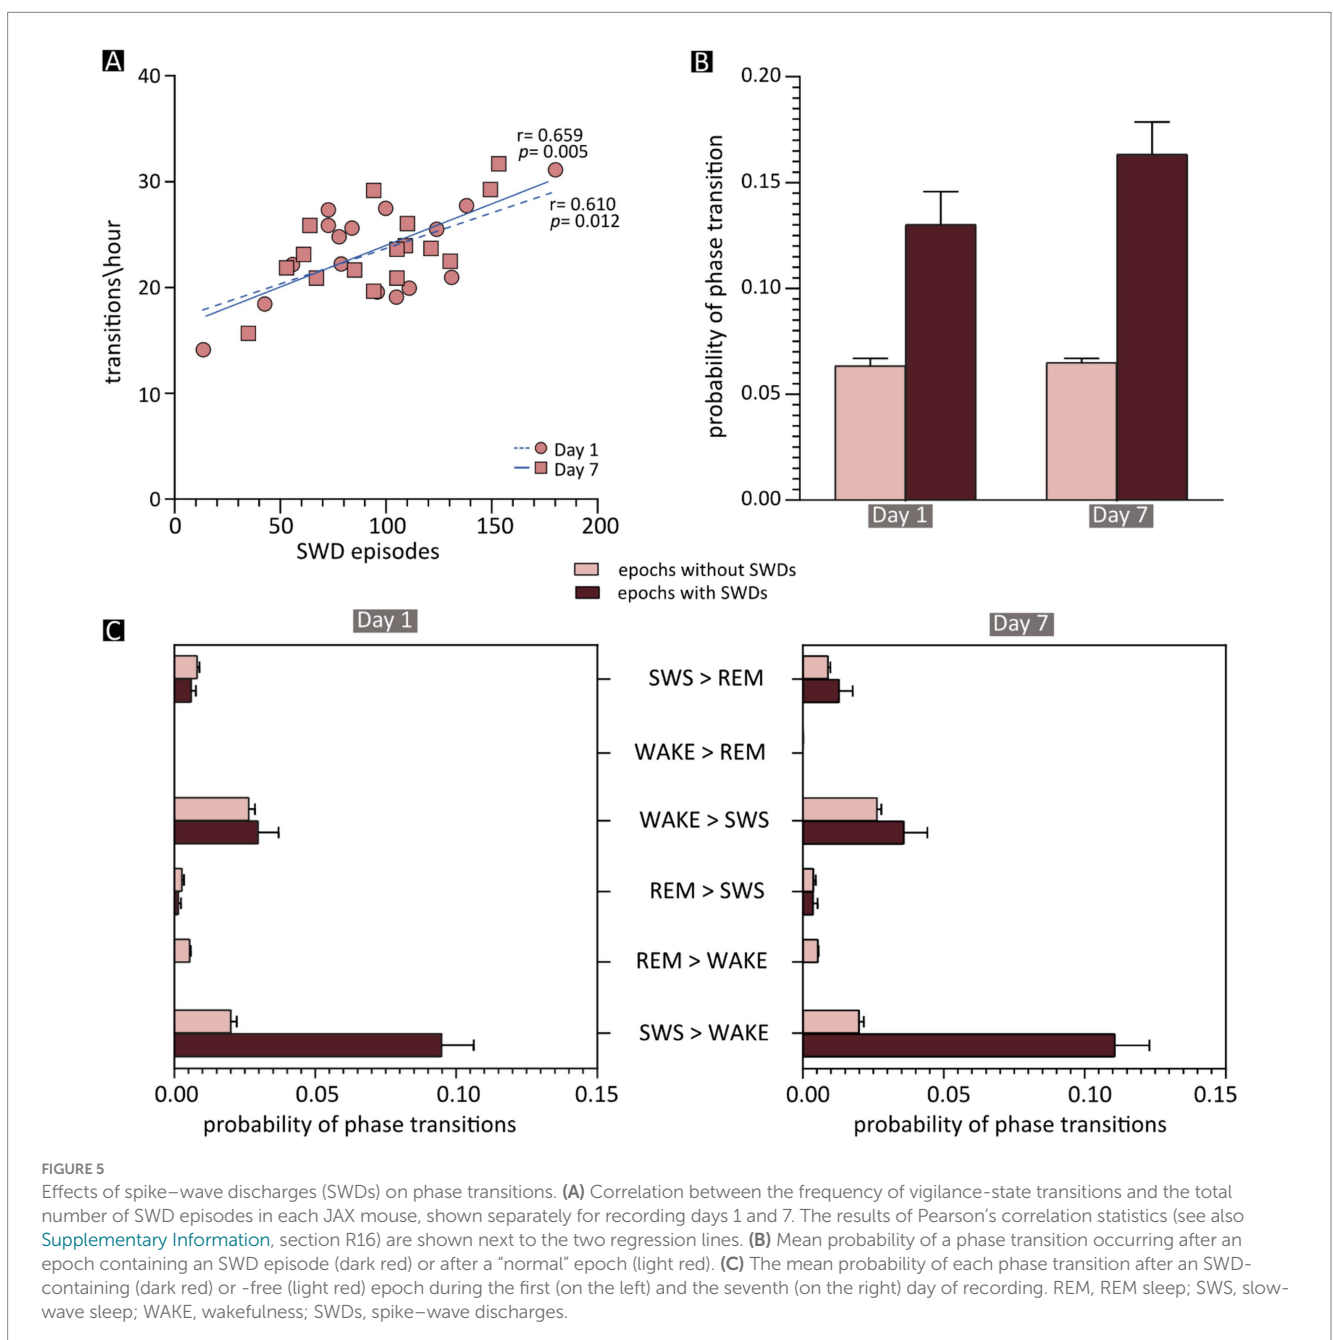 A
40
30
20
10
0
transitions\hour
r= 0.659
p= 0.005
r= 0.610
p= 0.012
Day 1
Day 7
0
50
100
150
200
SWD episodes
B
0.20
0.15
0.10
0.05
0.00
probability of phase transition
Day 1
Day 7
epochs without SWDs
epochs with SWDs
C
Day 1
Day 7
SWS > REM
WAKE > REM
WAKE > SWS
REM > SWS
REM > WAKE
SWS > WAKE
0.00
0.05
0.10
0.15
probability of phase transitions
0.00
0.05
0.10
0.15
probability of phase transitions
FIGURE 5
Effects of spike–wave discharges (SWDs) on phase transitions. (A) Correlation between the frequency of vigilance-state transitions and the total
number of SWD episodes in each JAX mouse, shown separately for recording days 1 and 7. The results of Pearson's correlation statistics (see also
Supplementary Information, section R16) are shown next to the two regression lines. (B) Mean probability of a phase transition occurring after an
epoch containing an SWD episode (dark red) or after a "normal" epoch (light red). (C) The mean probability of each phase transition after an SWD-
containing (dark red) or -free (light red) epoch during the first (on the left) and the seventh (on the right) day of recording. REM, REM sleep; SWS, slow-
wave sleep; WAKE, wakefulness; SWDs, spike–wave discharges.